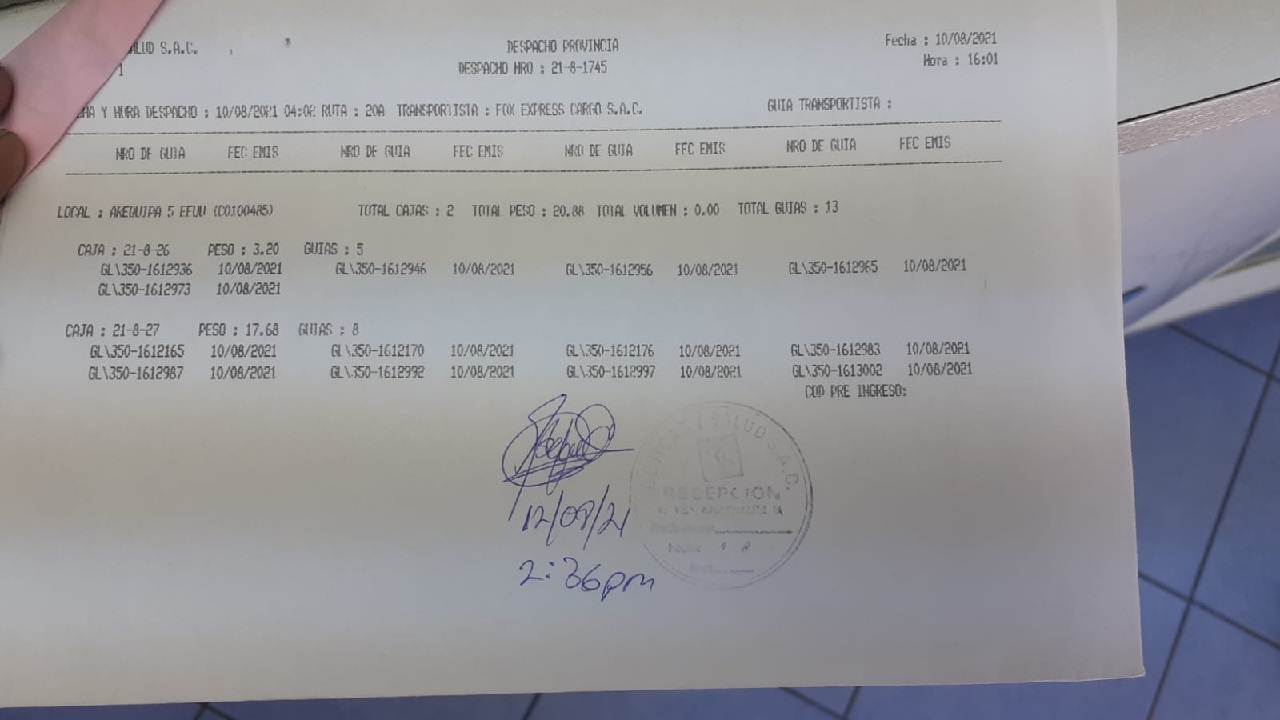 ALUD S.A.C.
DESPACHO PROVINCIA
Fecha : 10/08/2021
1
DESPACHO NRO : 21-8-1745
Hora : 16:01
HA Y HORA DESPACHO : 10/08/2021 04:02 RUTA : 20A TRANSPORTISTA : FOX EXPRESS CARGO S.A.C. GUIA TRANSPORTISTA :
NRO DE GUIA FEC EMIS NRO DE GUIA FEC EMIS NRO DE GUIA FEC EMIS NRO DE GUIA FEC EMIS
LOCAL : AREQUIPA 5 EEUU (C0100485) TOTAL CAJAS : 2 TOTAL PESO : 20.88 TOTAL VOLUMEN : 0.00 TOTAL GUIAS : 13
CAJA : 21-8-26 PESO : 3.20 GUIAS : 5
GL\350-1612936 10/08/2021 GL\350-1612946 10/08/2021 GL\350-1612956 10/08/2021 GL\350-1612965 10/08/2021
GL\350-1612973 10/08/2021
CAJA : 21-8-27 PESO : 17.68 GUIAS : 8
GL\350-1612165 10/08/2021 GL\350-1612170 10/08/2021 GL\350-1612176 10/08/2021 GL\350-1612983 10/08/2021
GL\350-1612987 10/08/2021 GL\350-1612992 10/08/2021 GL\350-1612997 10/08/2021 GL\350-1613002 10/08/2021
COD PRE INGRESO:
SALUD S.A.C.
RECEPCION
Fecha
12/08/21
2:36pm